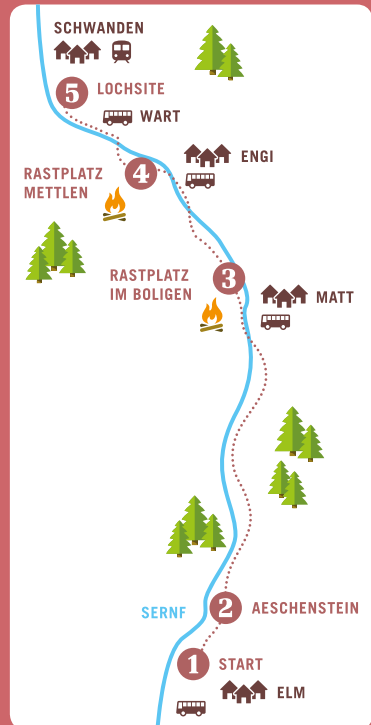 SCHWANDEN
5 LOCHSITE
WART
ENGI
4
RASTPLATZ
METTLEN
3
RASTPLATZ
IM BOLIGEN
MATT
2 AESCHENSTEIN
SERNF
1 START
ELM